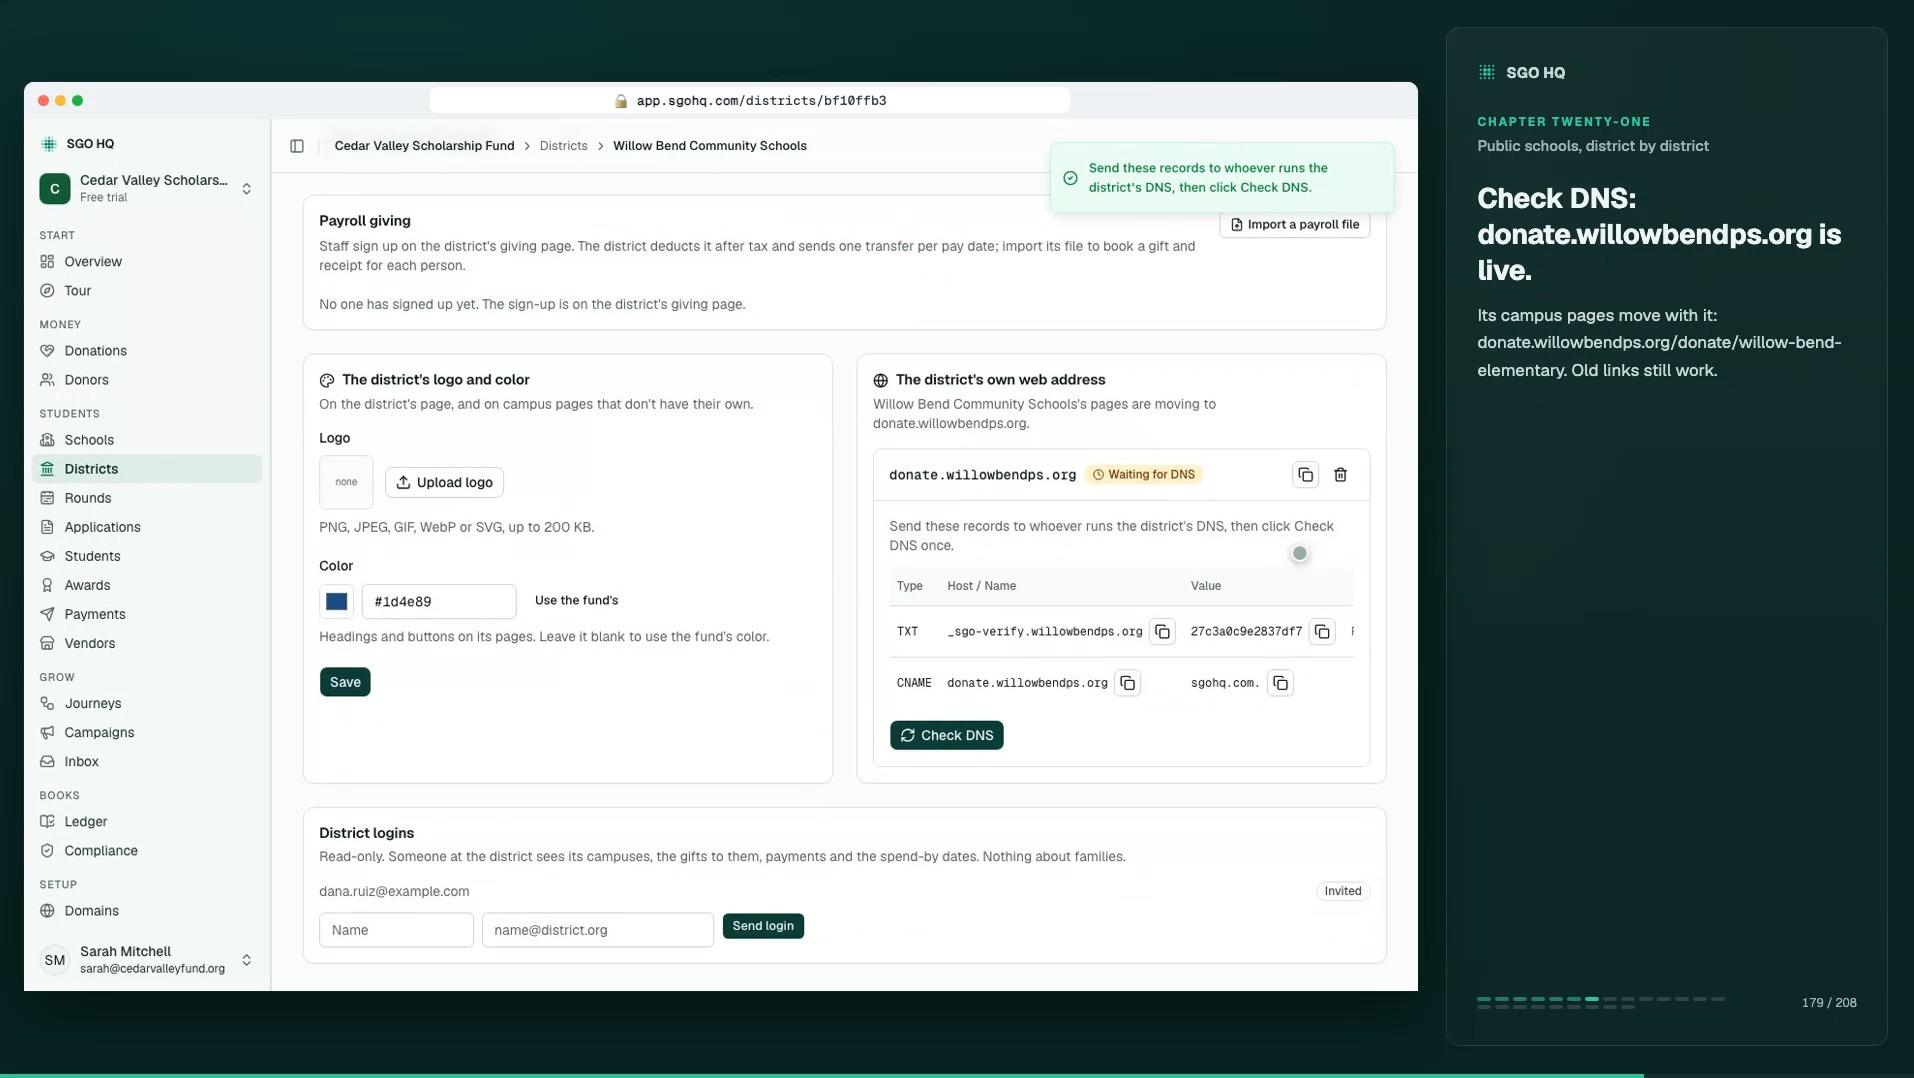 app.sgohq.com/districts/bf10ffb3
SGO HQ
C
Cedar Valley Scholars...
Free trial
START
Overview
Tour
MONEY
Donations
Donors
STUDENTS
Schools
Districts
Rounds
Applications
Students
Awards
Payments
Vendors
GROW
Journeys
Campaigns
Inbox
BOOKS
Ledger
Compliance
SETUP
Domains
SM
Sarah Mitchell
sarah@cedarvalleyfund.org
Cedar Valley Scholarship Fund > Districts > Willow Bend Community Schools
Send these records to whoever runs the
district's DNS, then click Check DNS.
Payroll giving
Import a payroll file
Staff sign up on the district's giving page. The district deducts it after tax and sends one transfer per pay date; import its file to book a gift and
receipt for each person.
No one has signed up yet. The sign-up is on the district's giving page.
The district's logo and color
On the district's page, and on campus pages that don't have their own.
Logo
none
Upload logo
PNG, JPEG, GIF, WebP or SVG, up to 200 KB.
Color
#1d4e89
Use the fund's
Headings and buttons on its pages. Leave it blank to use the fund's color.
Save
The district's own web address
Willow Bend Community Schools's pages are moving to
donate.willowbendps.org.
donate.willowbendps.org Waiting for DNS
Send these records to whoever runs the district's DNS, then click Check
DNS once.
Type Host / Name Value
TXT _sgo-verify.willowbendps.org 27c3a0c9e2837df7
CNAME donate.willowbendps.org sgohq.com.
Check DNS
District logins
Read-only. Someone at the district sees its campuses, the gifts to them, payments and the spend-by dates. Nothing about families.
dana.ruiz@example.com
Invited
Name
name@district.org
Send login
SGO HQ
CHAPTER TWENTY-ONE
Public schools, district by district
Check DNS:
donate.willowbendps.org is
live.
Its campus pages move with it:
donate.willowbendps.org/donate/willow-bend-
elementary. Old links still work.
179 / 208